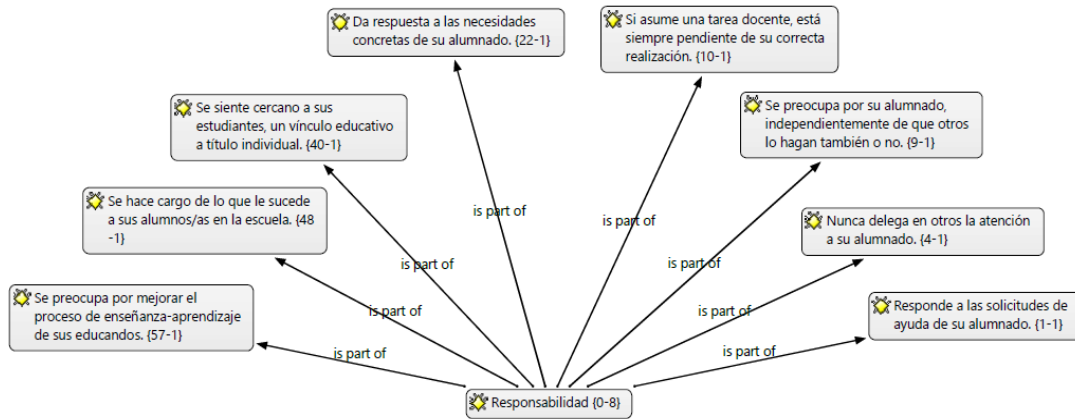 Da respuesta a las necesidades
concretas de su alumnado. {22-1}
Si asume una tarea docente, está
siempre pendiente de su correcta
realización. {10-1}
Se siente cercano a sus
estudiantes, un vínculo educativo
a título individual. {40-1}
Se preocupa por su alumnado,
independientemente de que otros
lo hagan también o no. {9-1}
Se hace cargo de lo que le sucede
a sus alumnos/as en la escuela. {48
-1}
Nunca delega en otros la atención
a su alumnado. {4-1}
Se preocupa por mejorar el
proceso de enseñanza-aprendizaje
de sus educandos. {57-1}
Responde a las solicitudes de
ayuda de su alumnado. {1-1}
is part of
is part of
is part of
is part of
is part of
is part of
is part of
is part of
Responsabilidad {0-8}